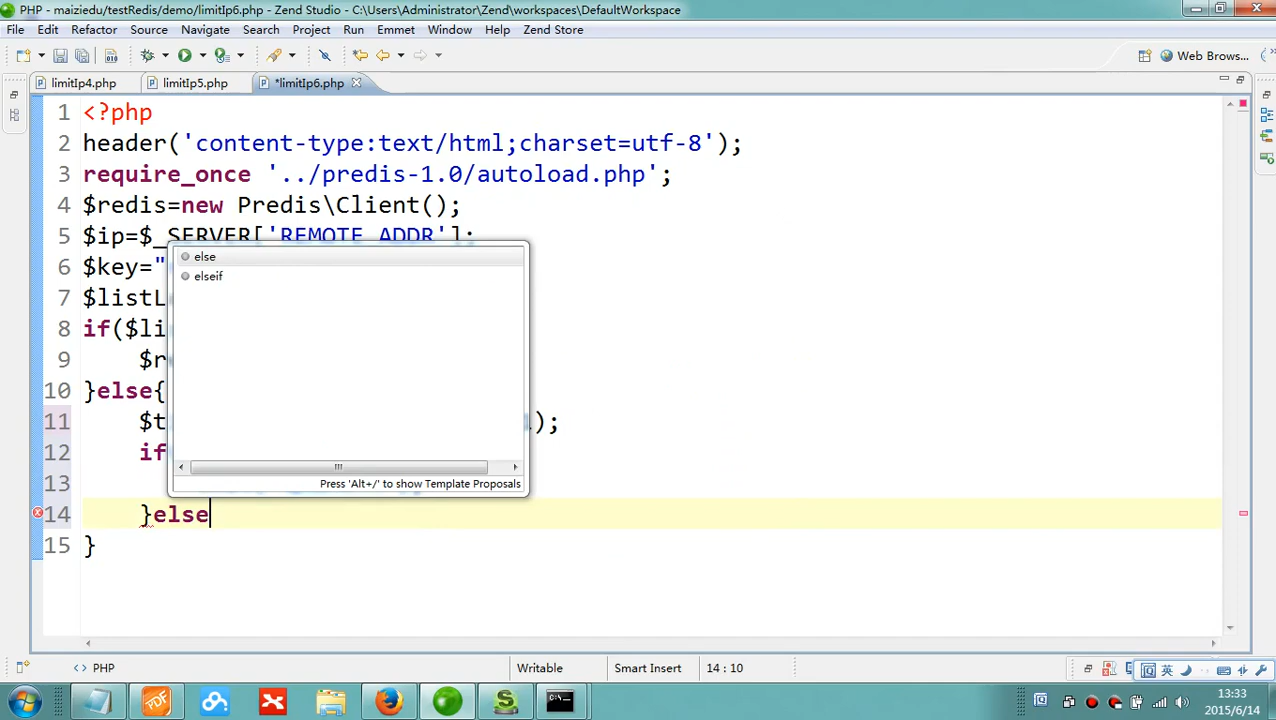 PHP - maiziedu/testRedis/demo/limitIp6.php - Zend Studio - C:\Users\Administrator\Zend\workspaces\DefaultWorkspace
File Edit Refactor Source Navigate Search Project Run Emmet Window Help Zend Store
Web Brows...
limitIp4.php limitIp5.php *limitIp6.php
1 <?php
2 header('content-type:text/html;charset=utf-8');
3 require_once '../predis-1.0/autoload.php';
4 $redis=new Predis\Client();
5 $ip=$_SERVER['REMOTE_ADDR'];
6 $key="
7 $listL
8 if($li
9 $r
10 }else{
11 $t );
12 if
13
14 }else
15 }
else
elseif
Press 'Alt+/' to show Template Proposals
<> PHP Writable Smart Insert 14 : 10
英
13:33
2015/6/14